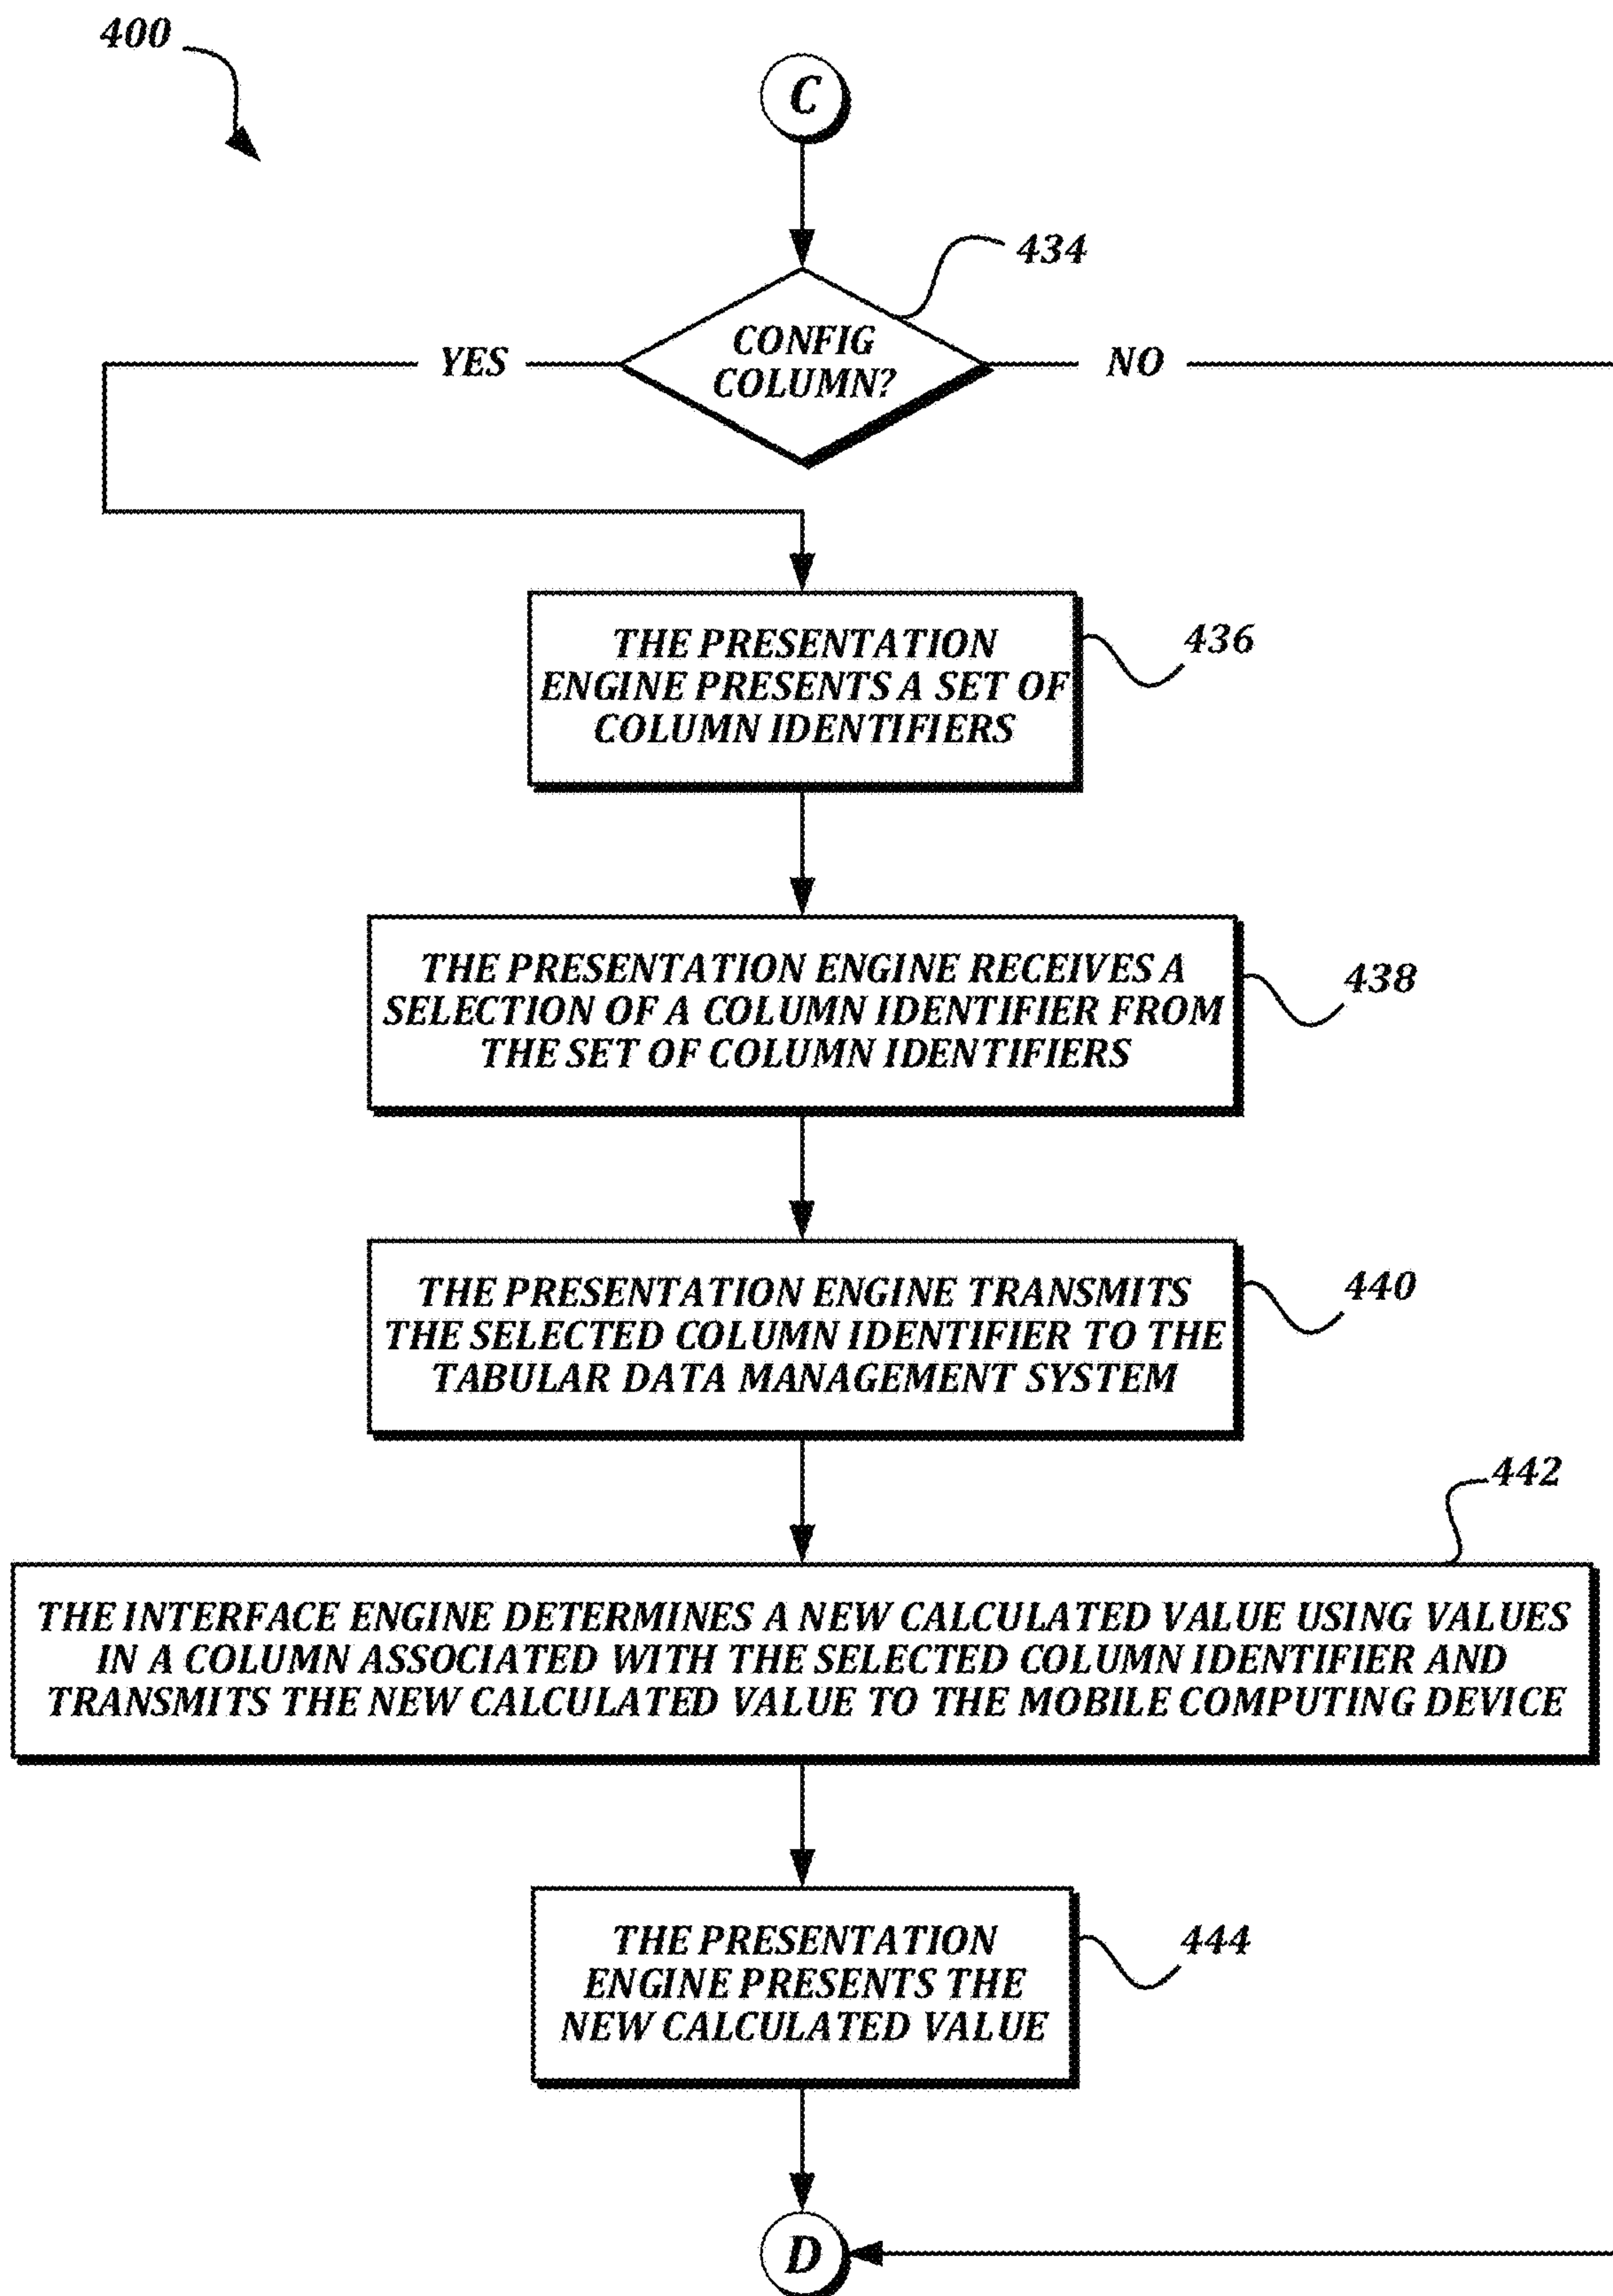 400
C
434
CONFIG
COLUMN?
YES
NO
THE PRESENTATION
ENGINE PRESENTS A SET OF
COLUMN IDENTIFIERS
436
THE PRESENTATION ENGINE RECEIVES A
SELECTION OF A COLUMN IDENTIFIER FROM
THE SET OF COLUMN IDENTIFIERS
438
THE PRESENTATION ENGINE TRANSMITS
THE SELECTED COLUMN IDENTIFIER TO THE
TABULAR DATA MANAGEMENT SYSTEM
440
442
THE INTERFACE ENGINE DETERMINES A NEW CALCULATED VALUE USING VALUES
IN A COLUMN ASSOCIATED WITH THE SELECTED COLUMN IDENTIFIER AND
TRANSMITS THE NEW CALCULATED VALUE TO THE MOBILE COMPUTING DEVICE
THE PRESENTATION
ENGINE PRESENTS THE
NEW CALCULATED VALUE
444
D